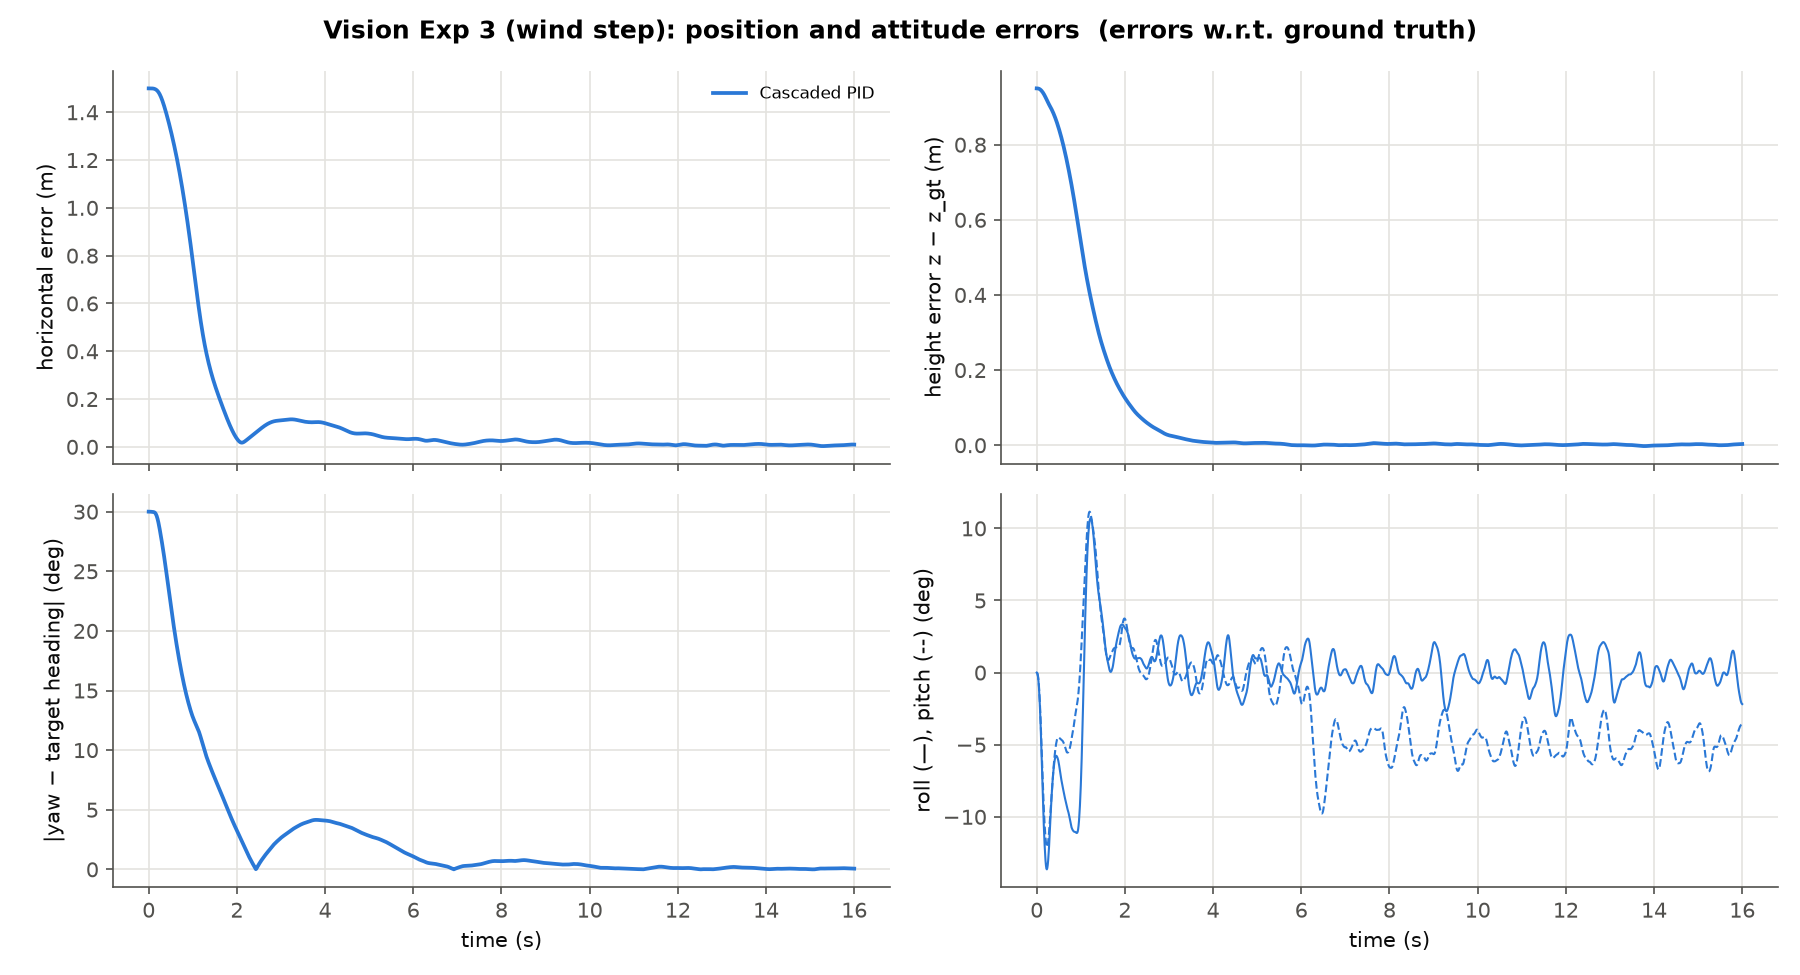 Vision Exp 3 (wind step): position and attitude errors  (errors w.r.t. ground truth)
horizontal error (m)
1.4
1.2
1.0
0.8
0.6
0.4
0.2
0.0
Cascaded PID
height error z − z_gt (m)
0.8
0.6
0.4
0.2
0.0
|yaw − target heading| (deg)
30
25
20
15
10
5
0
0 2 4 6 8 10 12 14 16
time (s)
roll (—), pitch (--) (deg)
10
5
0
−5
−10
0 2 4 6 8 10 12 14 16
time (s)